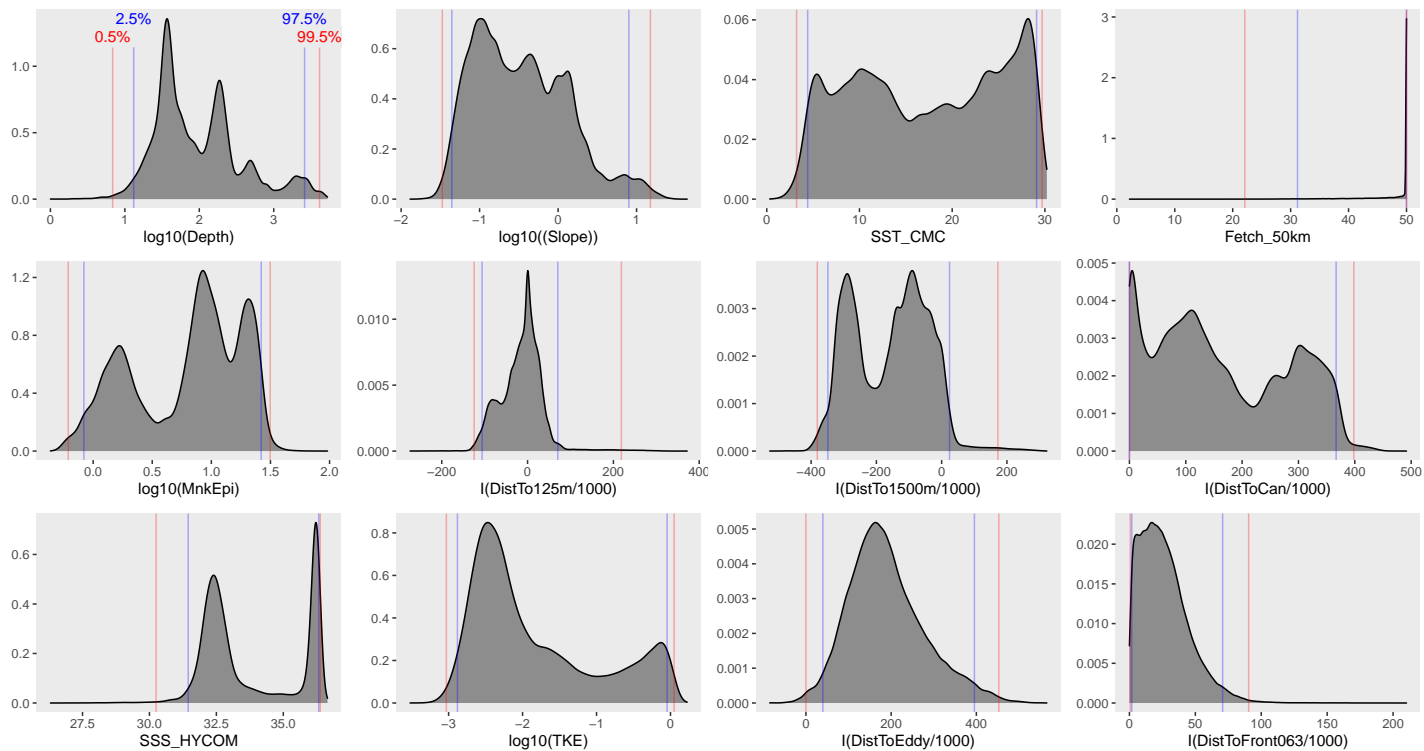 2.5% 97.5%
0.5% 99.5%
1.0
0.5
0.0
0 1 2 3
log10(Depth)
0.6
0.4
0.2
0.0
−2 −1 0 1
log10((Slope))
0.06
0.04
0.02
0.00
0 10 20 30
SST_CMC
3
2
1
0
0 10 20 30 40 50
Fetch_50km
1.2
0.8
0.4
0.0
0.0 0.5 1.0 1.5 2.0
log10(MnkEpi)
0.010
0.005
0.000
−200 0 200 400
I(DistTo125m/1000)
0.003
0.002
0.001
0.000
−400 −200 0 200
I(DistTo1500m/1000)
0.005
0.004
0.003
0.002
0.001
0.000
0 100 200 300 400 500
I(DistToCan/1000)
0.6
0.4
0.2
0.0
27.5 30.0 32.5 35.0
SSS_HYCOM
0.8
0.6
0.4
0.2
0.0
−3 −2 −1 0
log10(TKE)
0.005
0.004
0.003
0.002
0.001
0.000
0 200 400
I(DistToEddy/1000)
0.020
0.015
0.010
0.005
0.000
0 50 100 150 200
I(DistToFront063/1000)